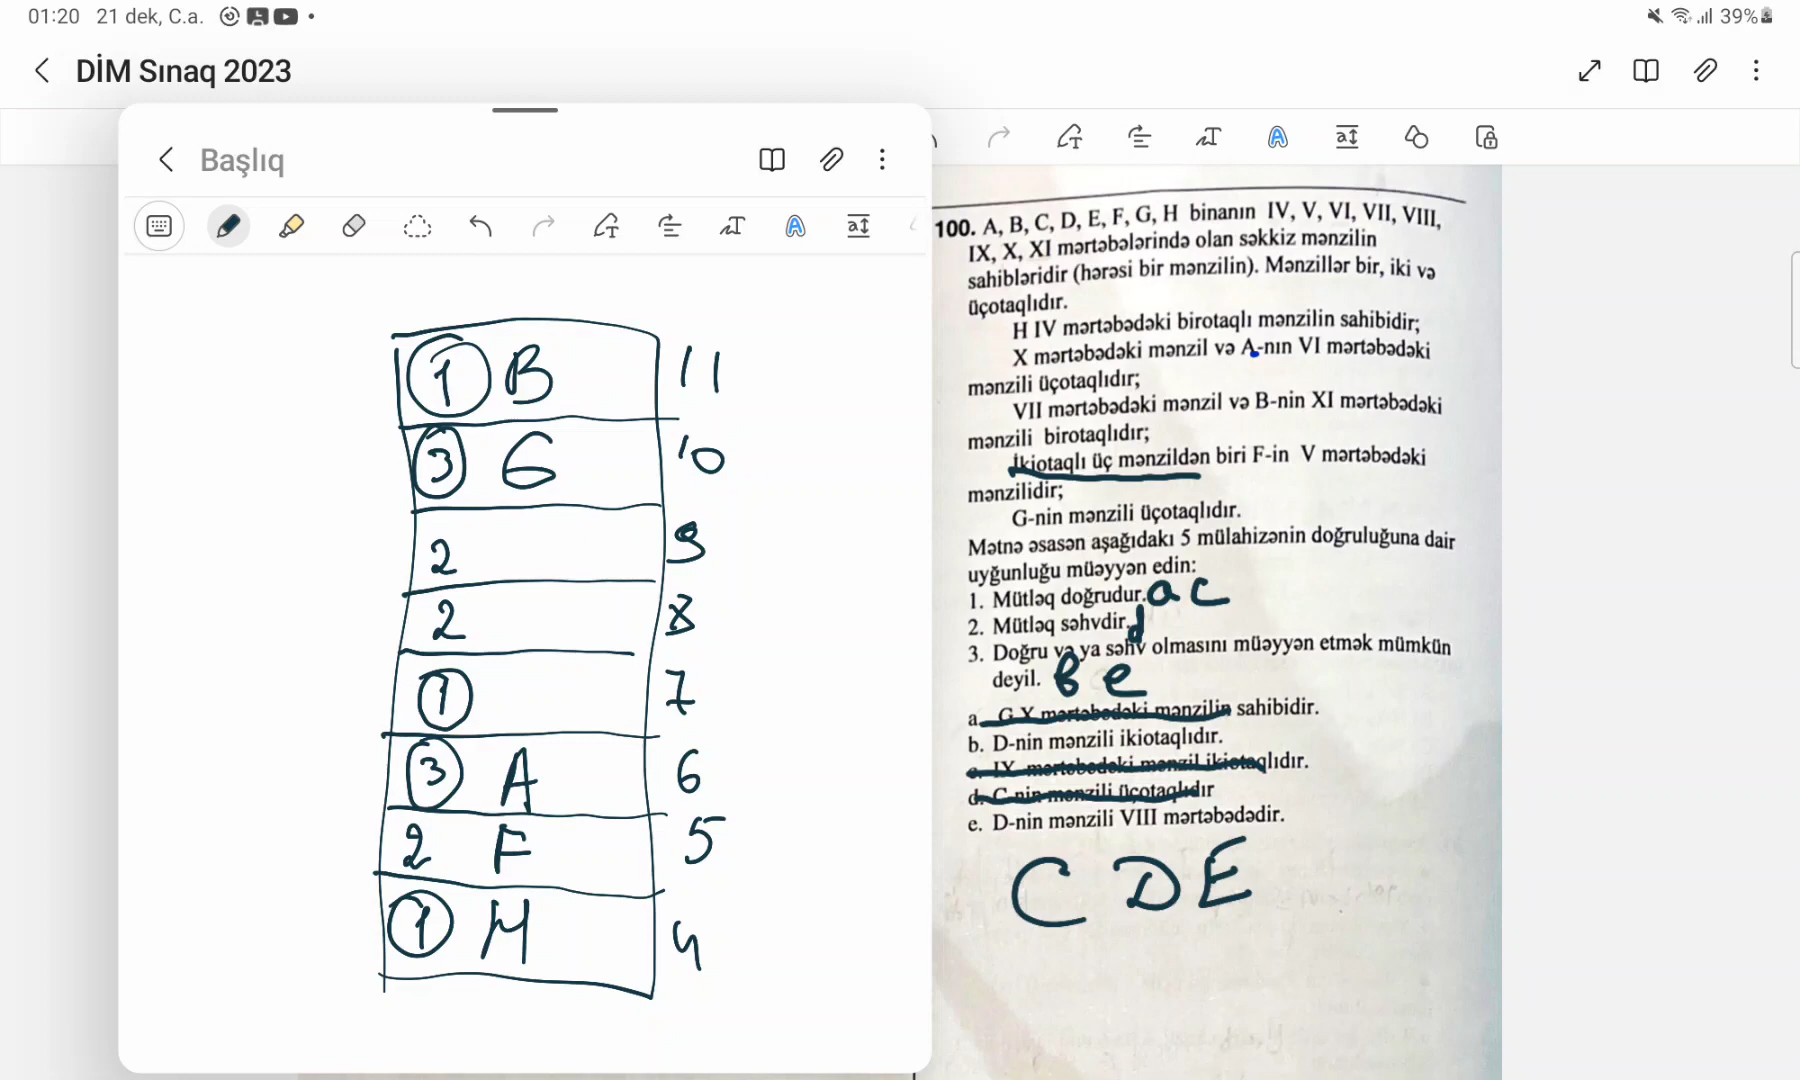 01:20 21 dek, C.a. 39%
DİM Sınaq 2023
Başlıq
1 B 11
3 G 10
2 9
2 8
1 7
3 A 6
2 F 5
1 H 4
100. A, B, C, D, E, F, G, H binanın IV, V, VI, VII, VIII,
IX, X, XI mərtəbələrində olan səkkiz mənzilin
sahibləridir (hərəsi bir mənzilin). Mənzillər bir, iki və
üçotaqlıdır.
H IV mərtəbədəki birotaqlı mənzilin sahibidir;
X mərtəbədəki mənzil və A-nın VI mərtəbədəki
mənzili üçotaqlıdır;
VII mərtəbədəki mənzil və B-nin XI mərtəbədəki
mənzili birotaqlıdır;
İkiotaqlı üç mənzildən biri F-in V mərtəbədəki
mənzilidir;
G-nin mənzili üçotaqlıdır.
Mətnə əsasən aşağıdakı 5 mülahizənin doğruluğuna dair
uyğunluğu müəyyən edin:
1. Mütləq doğrudur. a c
2. Mütləq səhvdir. d
3. Doğru və ya səhv olmasını müəyyən etmək mümkün
deyil. b e
a. G X mərtəbədəki mənzilin sahibidir.
b. D-nin mənzili ikiotaqlıdır.
c. IX mərtəbədəki mənzil ikiotaqlıdır.
d. C-nin mənzili üçotaqlıdır
e. D-nin mənzili VIII mərtəbədədir.
C D E